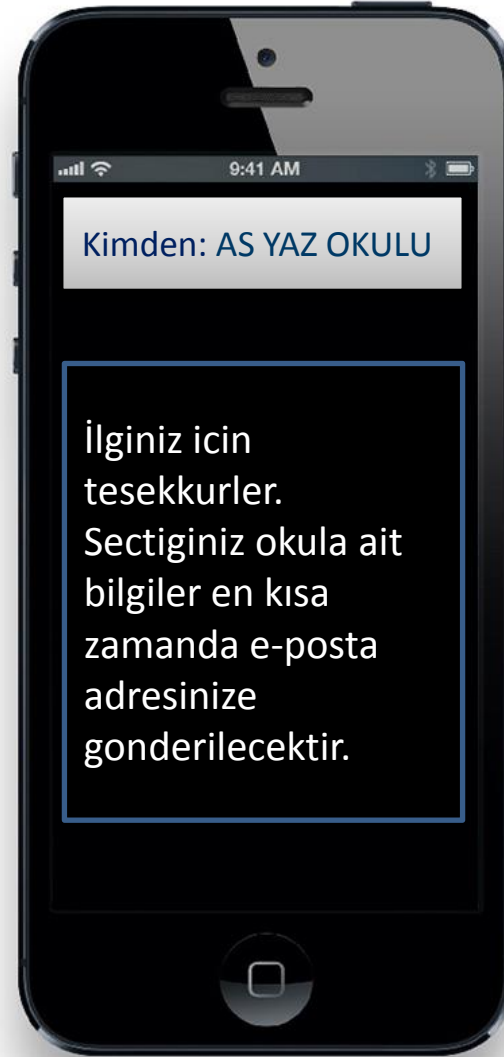 9:41 AM
Kimden: AS YAZ OKULU
İlginiz icin
tesekkurler.
Sectiginiz okula ait
bilgiler en kısa
zamanda e-posta
adresinize
gonderilecektir.